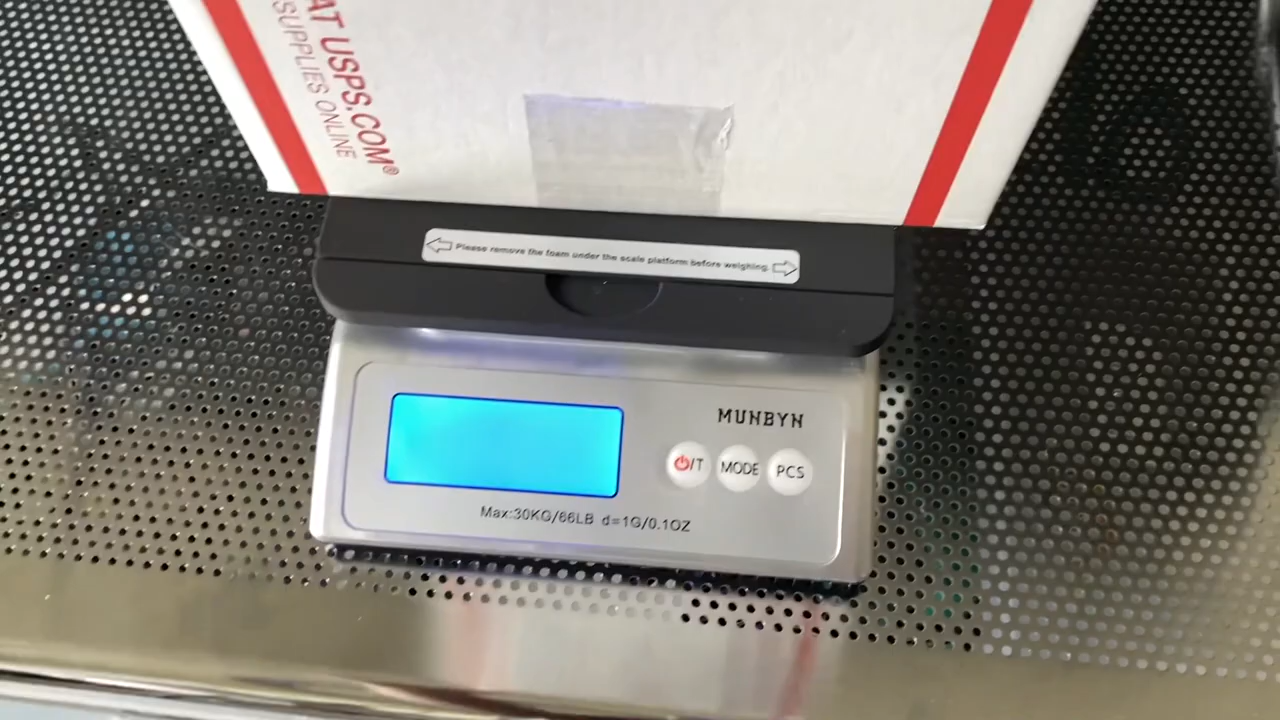 AT USPS.COM®
SUPPLIES ONLINE
Please remove the foam under the scale platform before weighing.
MUNBYN
⏻/T MODE PCS
Max:30KG/66LB d=1G/0.1OZ